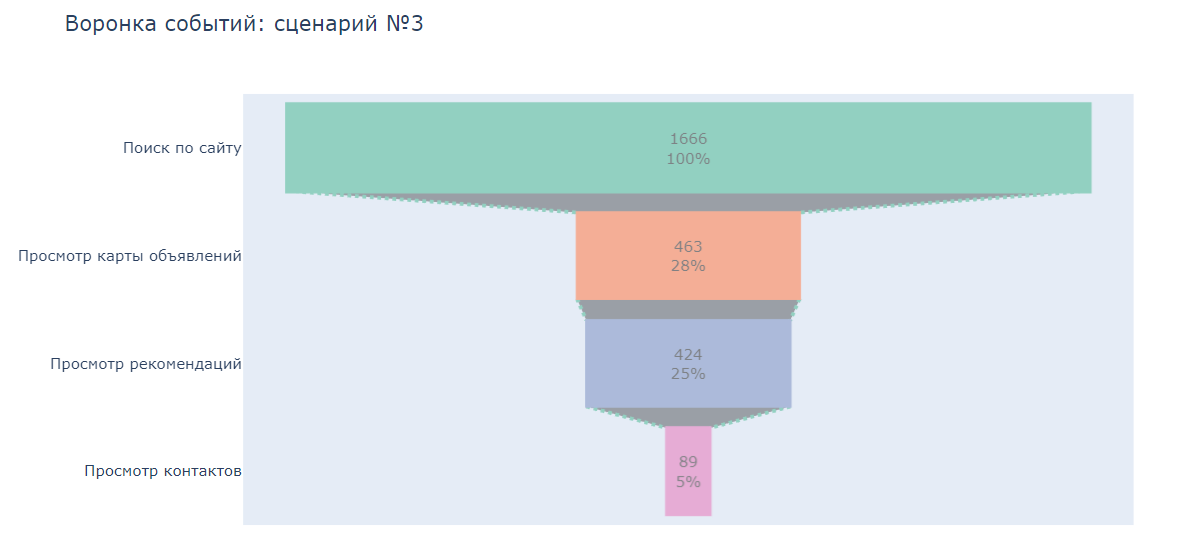 Воронка событий: сценарий №3
Поиск по сайту
1666
100%
Просмотр карты объявлений
463
28%
Просмотр рекомендаций
424
25%
Просмотр контактов
89
5%